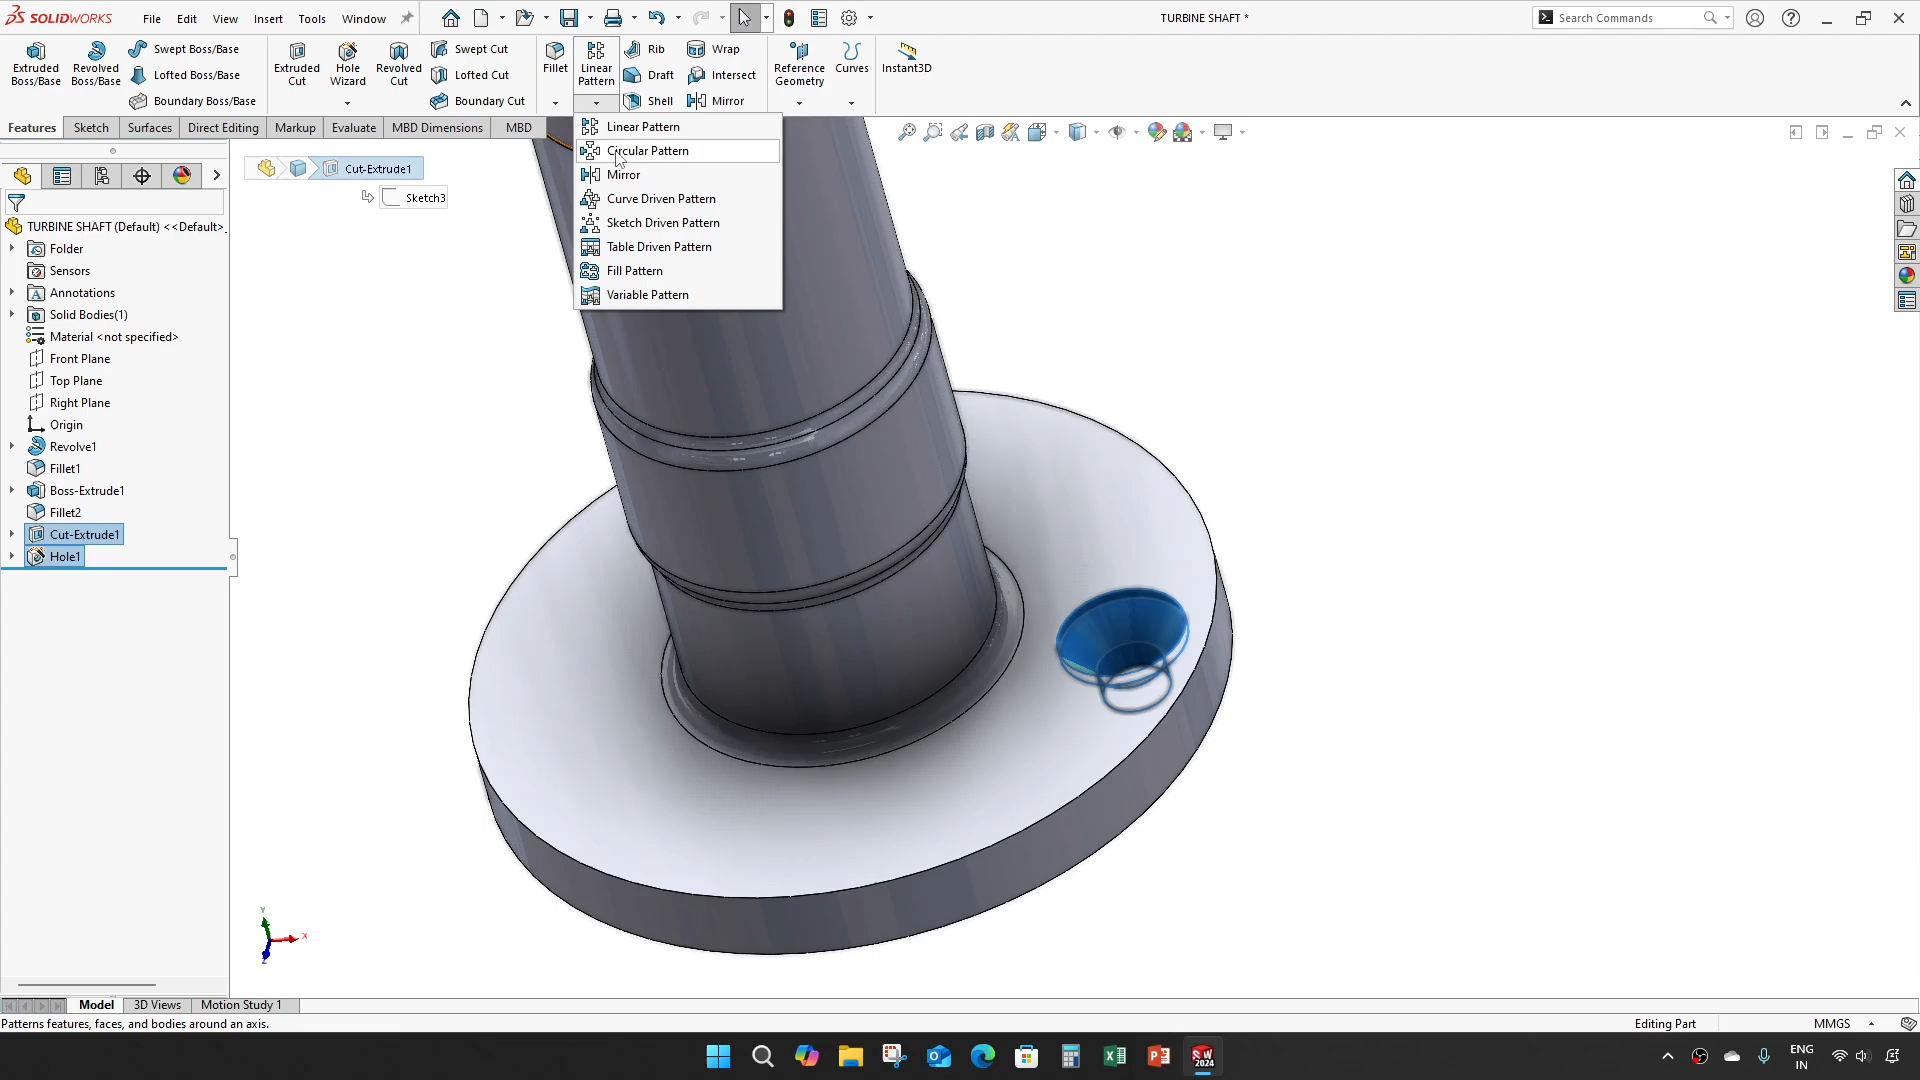 SOLIDWORKS File Edit View Insert Tools Window TURBINE SHAFT * Search Commands
Extruded Boss/Base
Revolved Boss/Base
Swept Boss/Base
Lofted Boss/Base
Boundary Boss/Base
Extruded Cut
Hole Wizard
Revolved Cut
Swept Cut
Lofted Cut
Boundary Cut
Fillet
Linear Pattern
Rib
Draft
Shell
Wrap
Intersect
Mirror
Reference Geometry
Curves
Instant3D
Features Sketch Surfaces Direct Editing Markup Evaluate MBD Dimensions MBD
Linear Pattern
Circular Pattern
Mirror
Curve Driven Pattern
Sketch Driven Pattern
Table Driven Pattern
Fill Pattern
Variable Pattern
Cut-Extrude1
Sketch3
TURBINE SHAFT (Default) <<Default>_
Folder
Sensors
Annotations
Solid Bodies(1)
Material <not specified>
Front Plane
Top Plane
Right Plane
Origin
Revolve1
Fillet1
Boss-Extrude1
Fillet2
Cut-Extrude1
Hole1
Y
X
Z
Model 3D Views Motion Study 1
Patterns features, faces, and bodies around an axis. Editing Part MMGS
SW 2024
ENG
IN